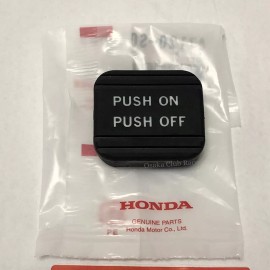 PUSH ON
PUSH OFF
HONDA
GENUINE PARTS
Honda Motor Co., Ltd.